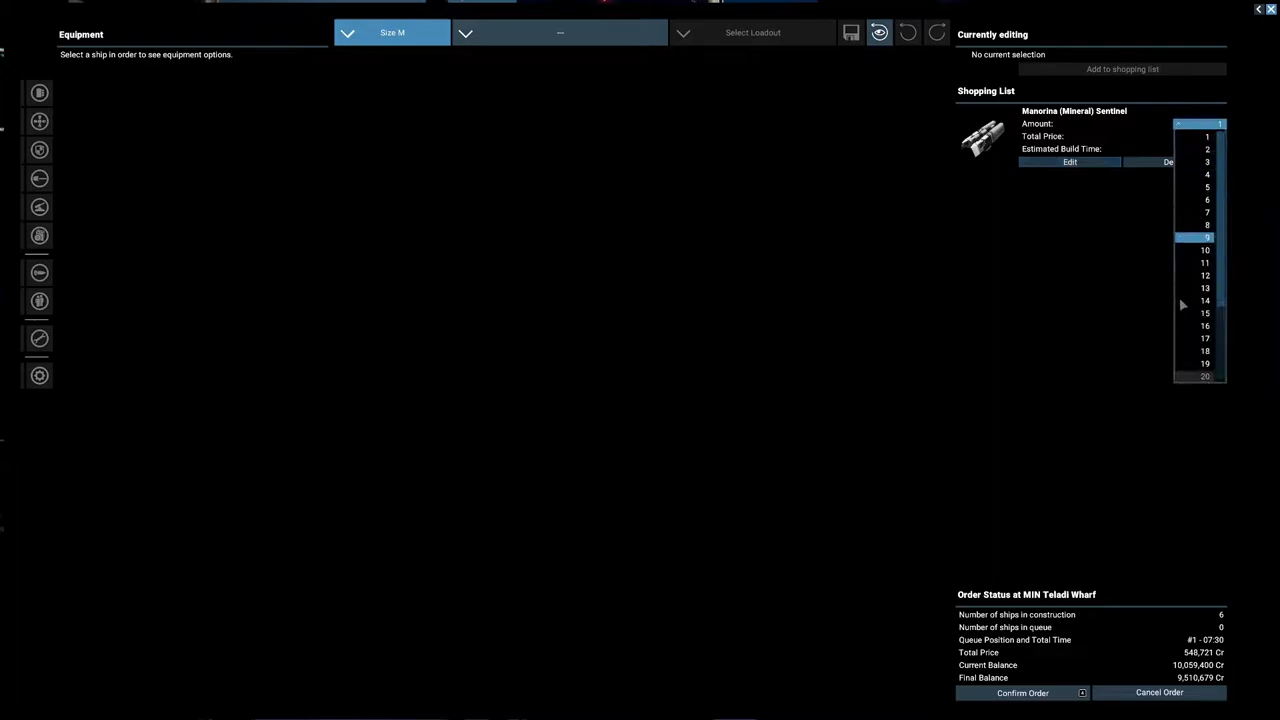 Equipment
Select a ship in order to see equipment options.
Size M
---
Select Loadout
Currently editing
No current selection
Add to shopping list
Shopping List
Manorina (Mineral) Sentinel
Amount:
1
Total Price:
Estimated Build Time:
Edit
De
1
2
3
4
5
6
7
8
9
10
11
12
13
14
15
16
17
18
19
20
Order Status at MIN Teladi Wharf
Number of ships in construction 6
Number of ships in queue 0
Queue Position and Total Time #1 - 07:30
Total Price 548,721 Cr
Current Balance 10,059,400 Cr
Final Balance 9,510,679 Cr
Confirm Order
Cancel Order